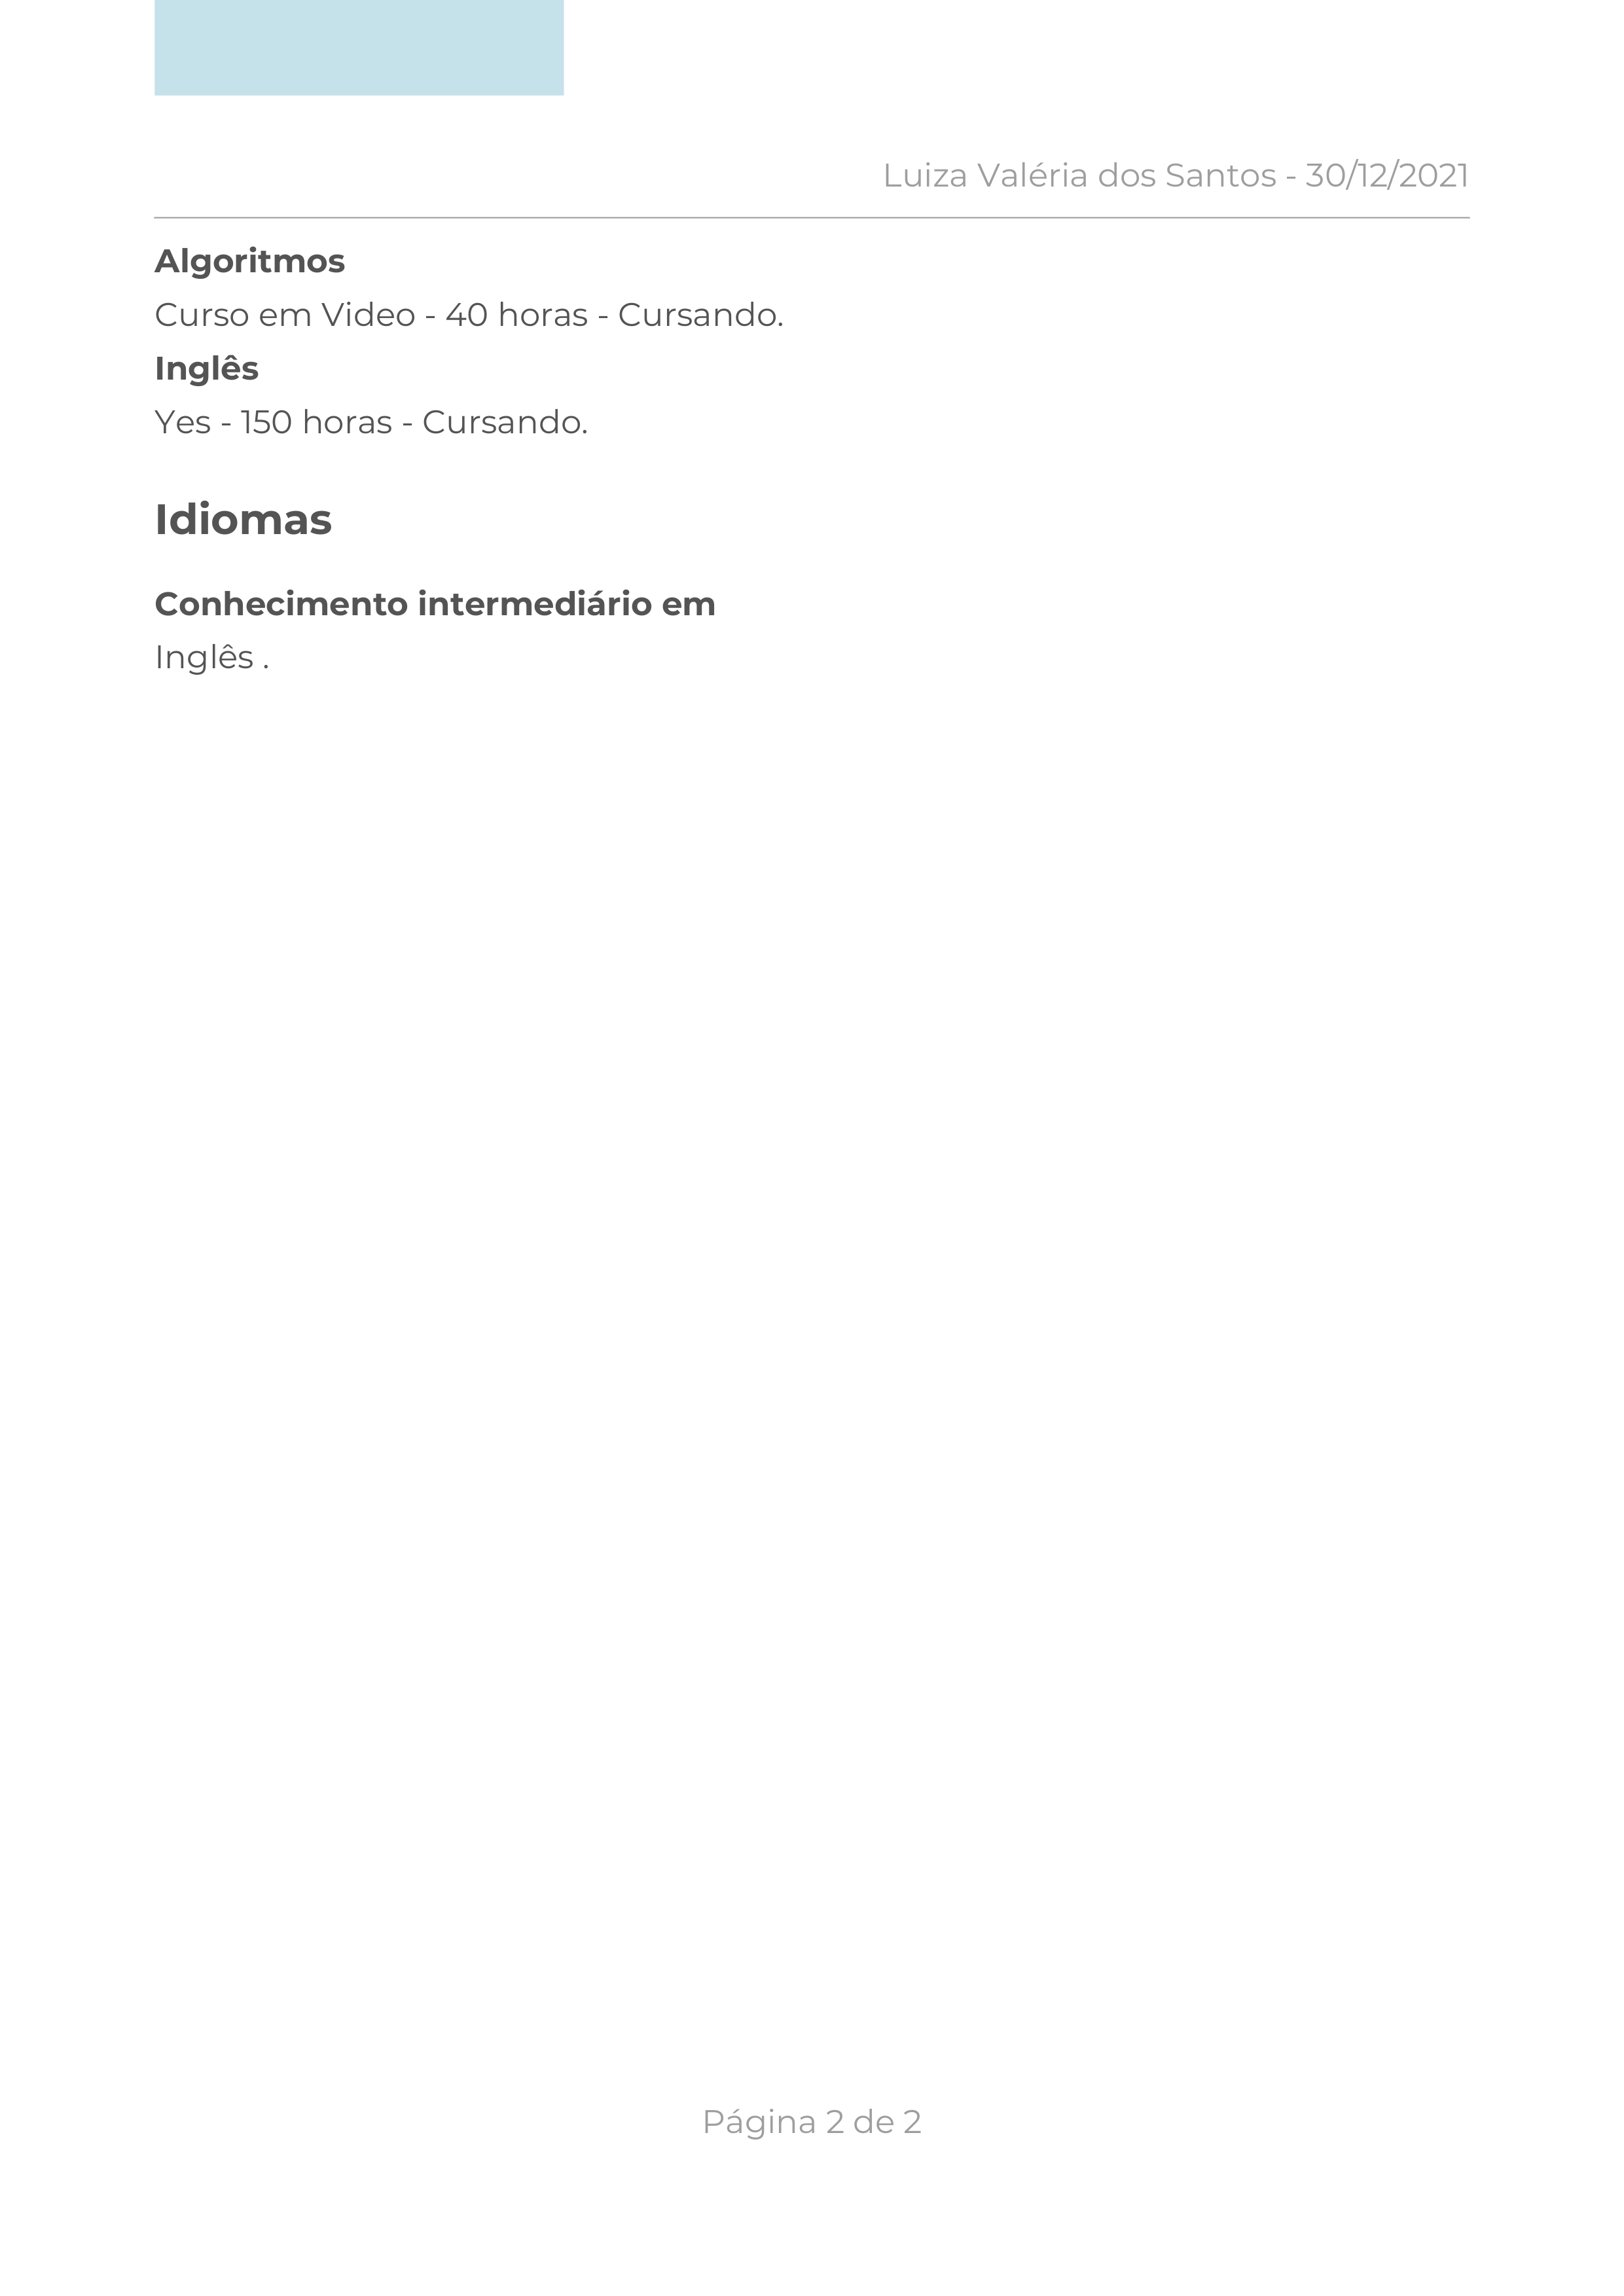 Luiza Valéria dos Santos - 30/12/2021
Algoritmos
Curso em Video - 40 horas - Cursando.
Inglês
Yes - 150 horas - Cursando.
Idiomas
Conhecimento intermediário em
Inglês .
Página 2 de 2